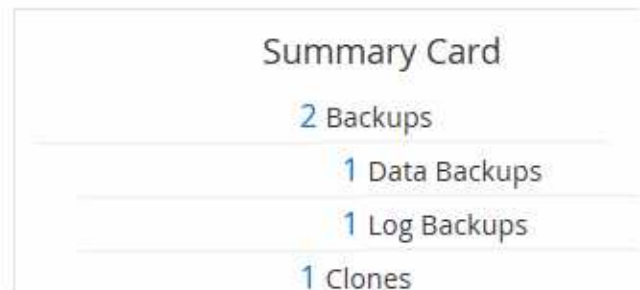 Summary Card
2 Backups
1 Data Backups
1 Log Backups
1 Clones